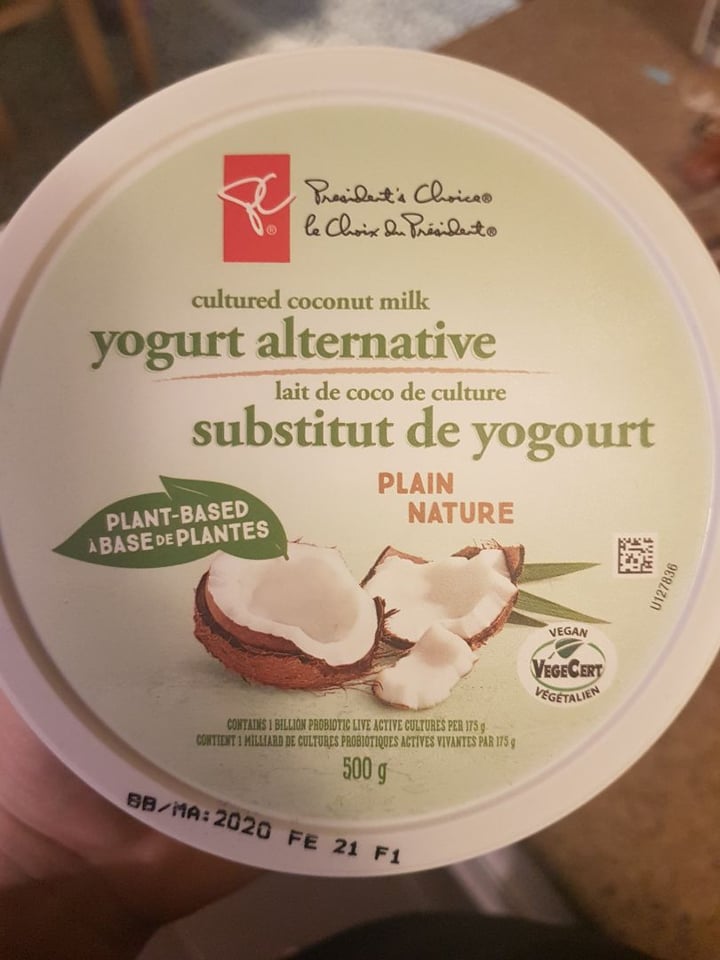 PC®
President's Choice®
le Choix du Président®
cultured coconut milk
yogurt alternative
lait de coco de culture
substitut de yogourt
PLAIN
NATURE
PLANT-BASED
À BASE DE PLANTES
U127836
VEGAN
VEGECERT
VÉGÉTALIEN
CONTAINS 1 BILLION PROBIOTIC LIVE ACTIVE CULTURES PER 175 g
CONTIENT 1 MILLIARD DE CULTURES PROBIOTIQUES ACTIVES VIVANTES PAR 175 g
500 g
BB/MA:2020 FE 21 F1